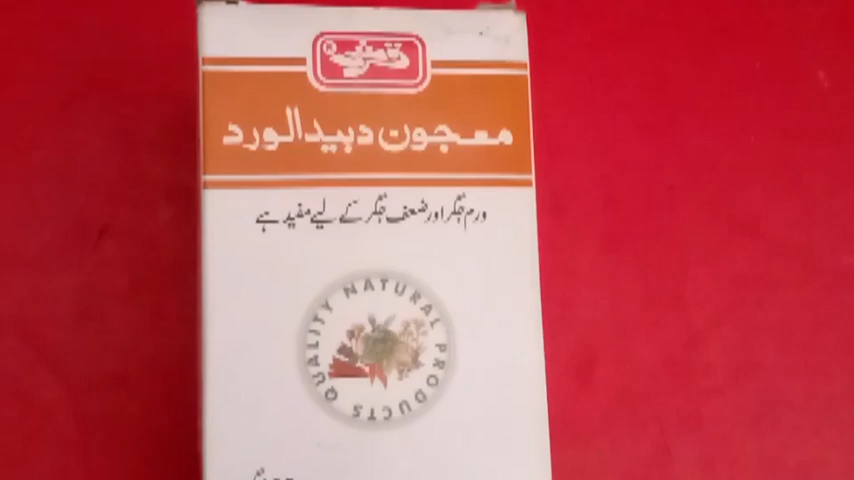 قرشی ®
معجون دبیدالورد
ورم جگر اور ضعف جگر کے لیے مفید ہے
QUALITY NATURAL PRODUCTS